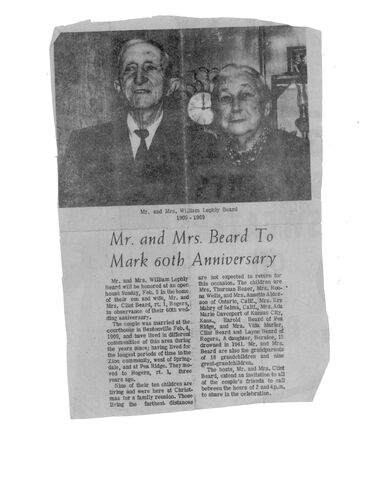 Mr. and Mrs. William Lephly Beard
1909 - 1969
Mr. and Mrs. Beard To
Mark 60th Anniversary
Mr. and Mrs. William Lephly
Beard will be honored at an open
house Sunday, Feb. 2 in the home
of their son and wife, Mr. and
Mrs. Clint Beard, rt. 1, Rogers,
in observance of their 60th wed-
ding anniversary.
The couple was married at the
courthouse in Bentonville Feb. 4,
1909, and have lived in different
communities of this area during
the years since; having lived for
the longest periods of time in the
Zion community, west of Spring-
dale, and at Pea Ridge. They mo-
ved to Rogers, rt. 1, three
years ago.
Nine of their ten children are
living and were here at Christ-
mas for a family reunion. Those
living the farthest distances
are not expected to return for
this occasion. The children are
Mrs. Thurman Reser, Mrs. Roo-
na Wells, and Mrs. Anneta Alder-
son of Ontario, Calif., Mrs.
Mabry of Selma, Calif., Mrs. Ada
Marie Davenport of Kansas City,
Kans., Harold Beard of Pea
Ridge, and Mrs. Vida Marler,
Clint Beard and Layne Beard of
Rogers. A daughter, Bernice,
drowned in 1941. Mr. and Mrs.
Beard are also the grandparents
of 18 grandchildren and nine
great-grandchildren.
The hosts, Mr. and Mrs. Clint
Beard, extend an invitation to all
of the couple's friends to call
between the hours of 2 and 4 p.m.
to share in the celebration.